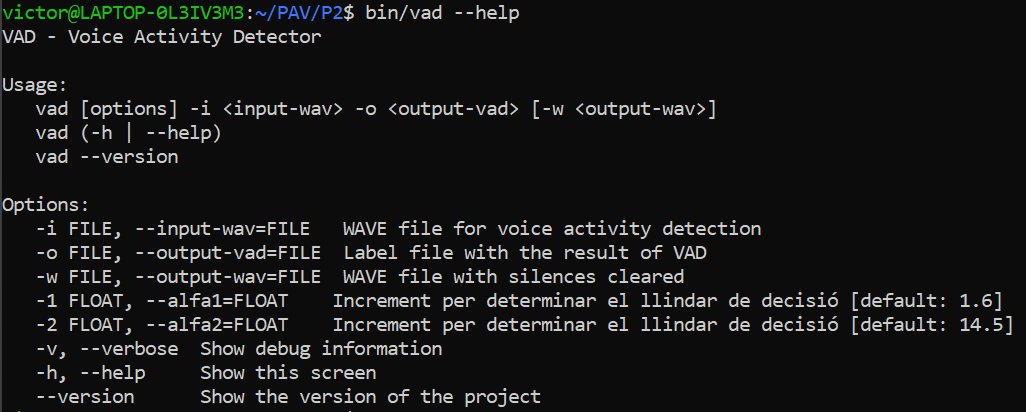 victor@LAPTOP-0L3IV3M3:~/PAV/P2$ bin/vad --help
VAD - Voice Activity Detector

Usage:
   vad [options] -i <input-wav> -o <output-vad> [-w <output-wav>]
   vad (-h | --help)
   vad --version

Options:
   -i FILE, --input-wav=FILE   WAVE file for voice activity detection
   -o FILE, --output-vad=FILE  Label file with the result of VAD
   -w FILE, --output-wav=FILE  WAVE file with silences cleared
   -1 FLOAT, --alfa1=FLOAT    Increment per determinar el llindar de decisió [default: 1.6]
   -2 FLOAT, --alfa2=FLOAT    Increment per determinar el llindar de decisió [default: 14.5]
   -v, --verbose  Show debug information
   -h, --help     Show this screen
   --version      Show the version of the project